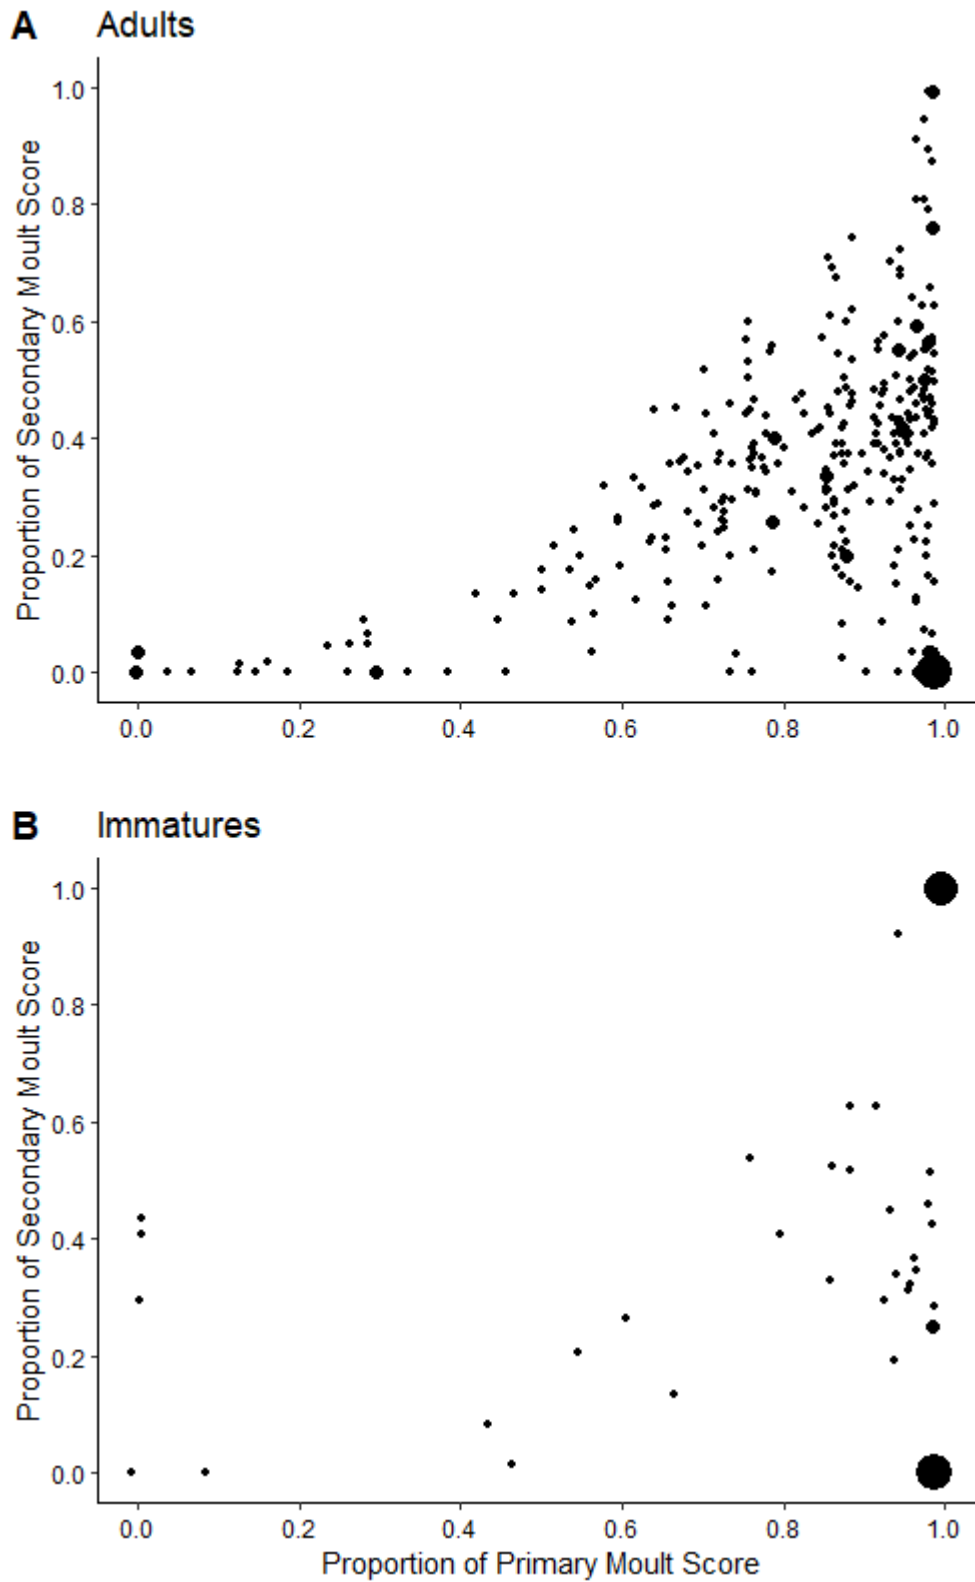 A Adults
Proportion of Secondary Moult Score
1.0
0.8
0.6
0.4
0.2
0.0
0.0 0.2 0.4 0.6 0.8 1.0
B Immatures
Proportion of Secondary Moult Score
1.0
0.8
0.6
0.4
0.2
0.0
0.0 0.2 0.4 0.6 0.8 1.0
Proportion of Primary Moult Score